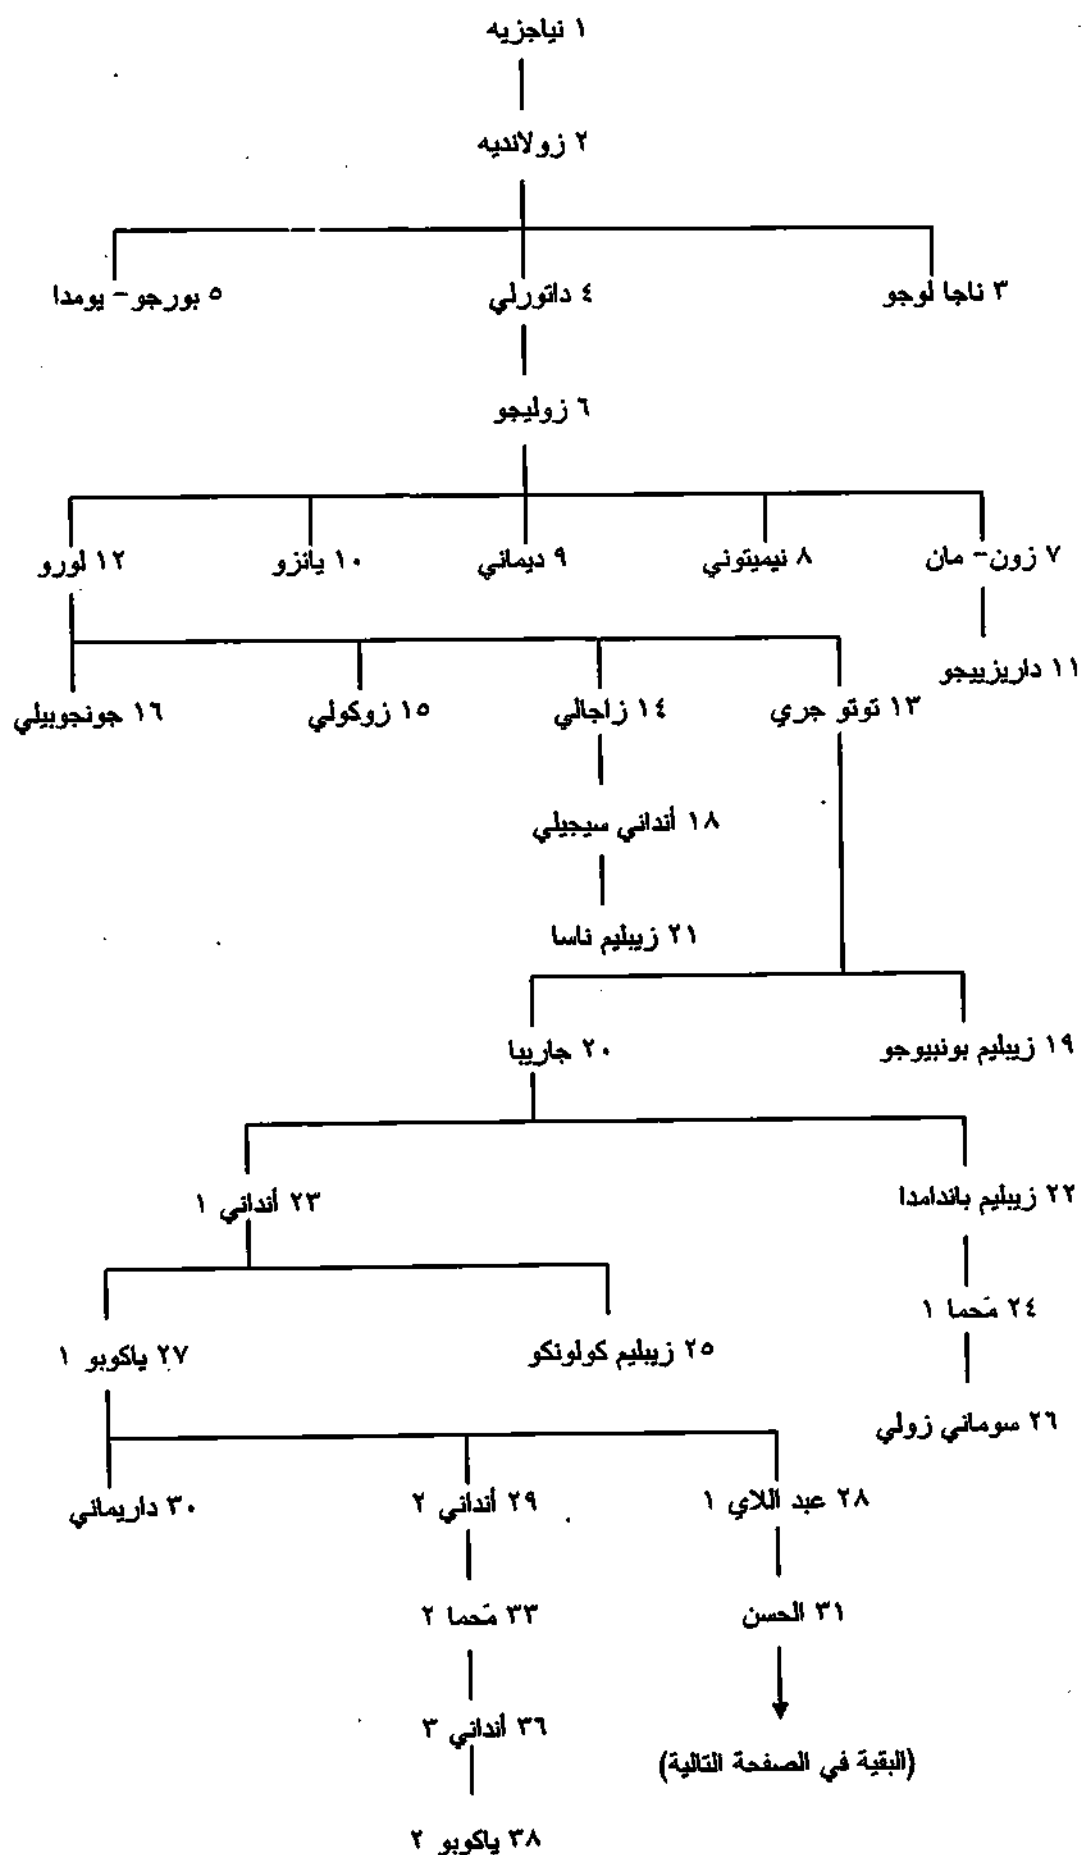 ١ نياجزيه
٢ زولانديه
٣ ناجا لوجو
٤ داتورلي
٥ بورجو- يومدا
٦ زوليجو
٧ زون- مان
٨ نيميتوني
٩ ديماني
١٠ يانزو
١٢ لورو
١١ داريزييجو
١٣ توتو جري
١٤ زاجالي
١٥ زوكولي
١٦ جونجوبيلي
١٨ أنداني سيجيلي
٢١ زيبليم ناسا
١٩ زيبليم بونبيوجو
٢٠ جاريبا
٢٢ زيبليم باندامدا
٢٣ أنداني ١
٢٤ مَحما ١
٢٥ زيبليم كولونكو
٢٧ ياكوبو ١
٢٦ سوماني زولي
٢٨ عبد اللاي ١
٢٩ أنداني ٢
٣٠ داريماني
٣١ الحسن
٣٣ مَحما ٢
٣٦ أنداني ٣
(البقية في الصفحة التالية)
٣٨ ياكوبو ٢